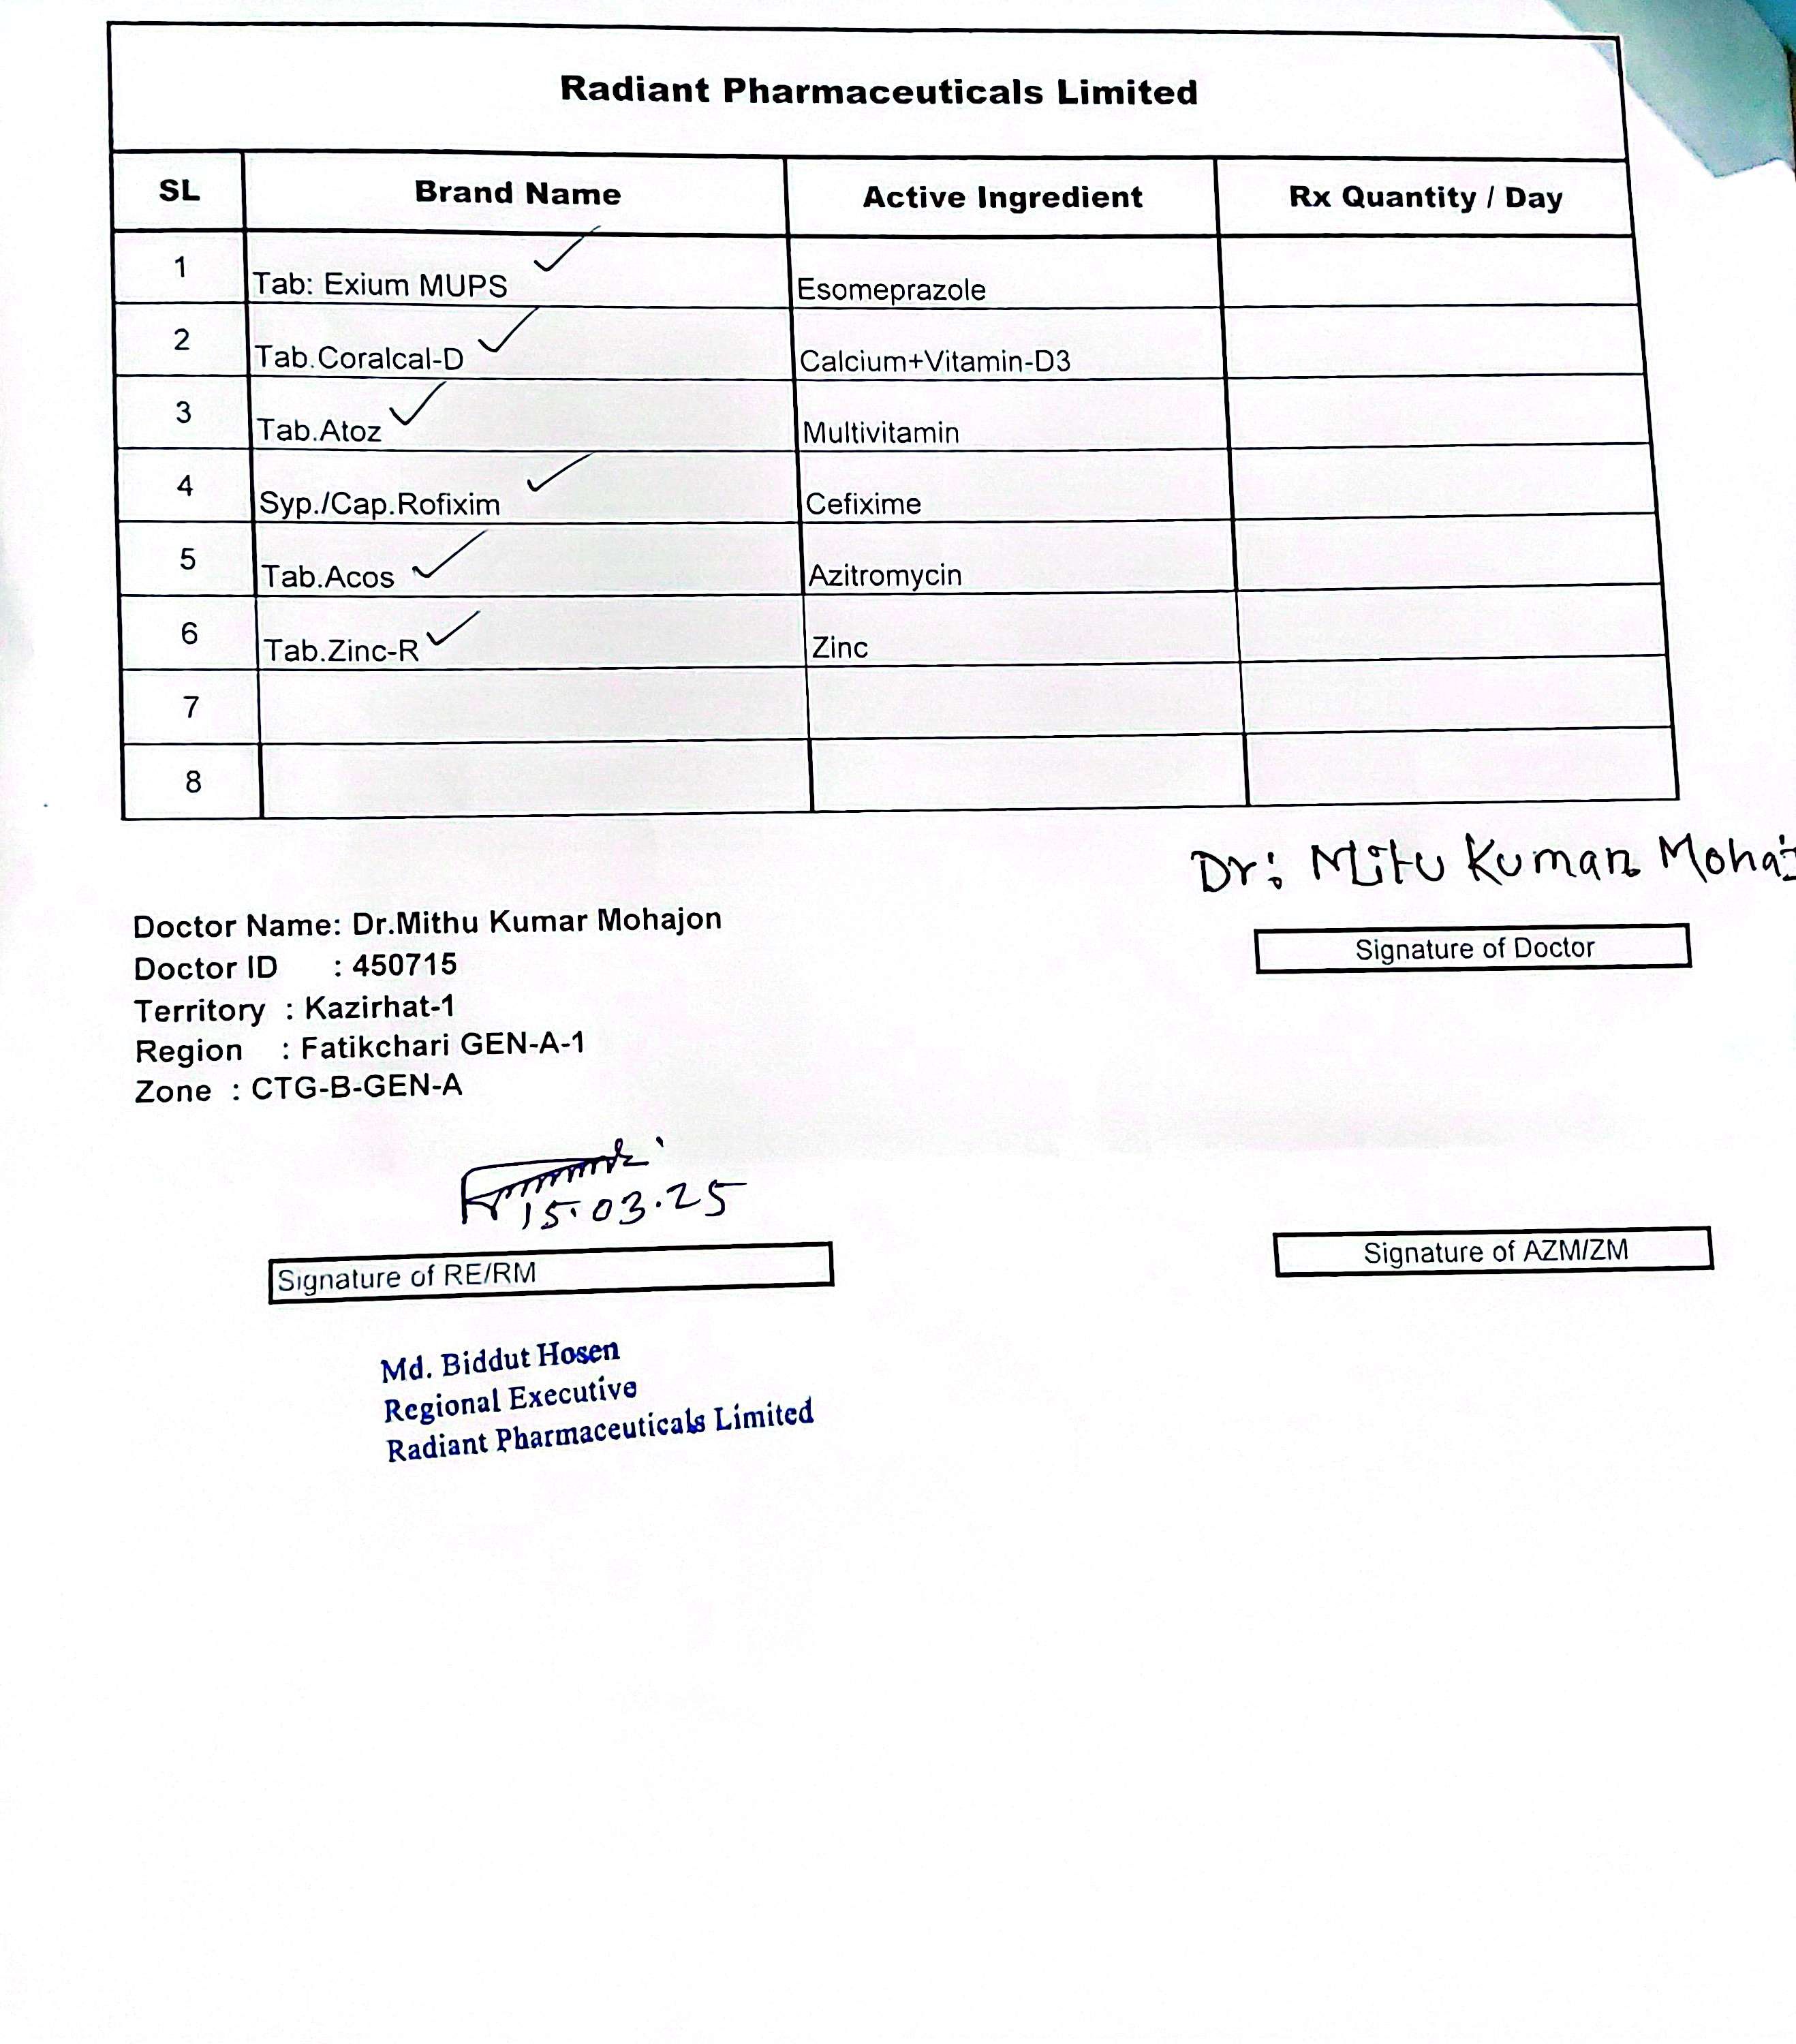 Radiant Pharmaceuticals Limited
SL Brand Name Active Ingredient Rx Quantity / Day
1 Tab: Exium MUPS Esomeprazole
2 Tab.Coralcal-D Calcium+Vitamin-D3
3 Tab.Atoz Multivitamin
4 Syp./Cap.Rofixim Cefixime
5 Tab.Acos Azitromycin
6 Tab.Zinc-R Zinc
7
8
Dr: Mitu Kuman
Doctor Name: Dr.Mithu Kumar Mohajon
Signature of Doctor
Doctor ID : 450715
Territory : Kazirhat-1
Region : Fatikchari GEN-A-1
Zone : CTG-B-GEN-A
15.03.25
Signature of RE/RM
Signature of AZM/ZM
Md. Biddut Hosen
Regional Executive
Radiant Pharmaceuticals Limited